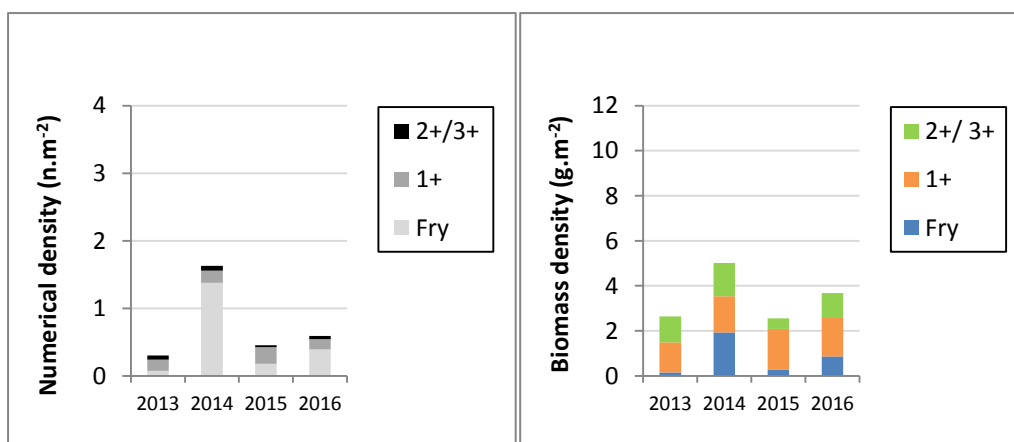 Numerical density (n.m-2)
4
3
2
1
0
2013 2014 2015 2016
2+/3+
1+
Fry
Biomass density (g.m-2)
12
10
8
6
4
2
0
2013 2014 2015 2016
2+/ 3+
1+
Fry